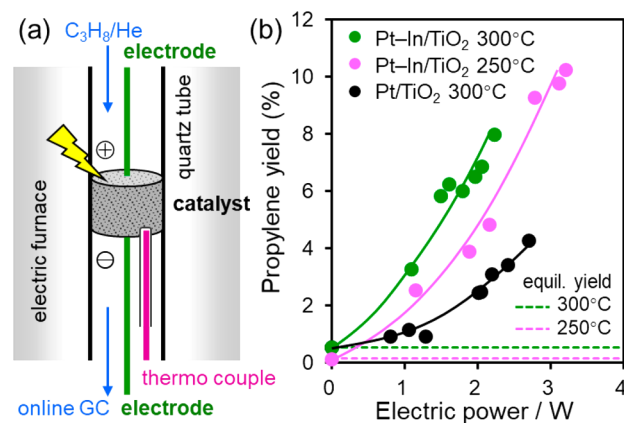 (a)
C₃H₈/He
electrode
quartz tube
⊕
catalyst
electric furnace
⊖
thermo couple
online GC
electrode
(b)
Pt–In/TiO₂ 300°C
Pt–In/TiO₂ 250°C
Pt/TiO₂ 300°C
Propylene yield (%)
12
10
8
6
4
2
0
equil. yield
300°C
250°C
0 1 2 3 4
Electric power / W